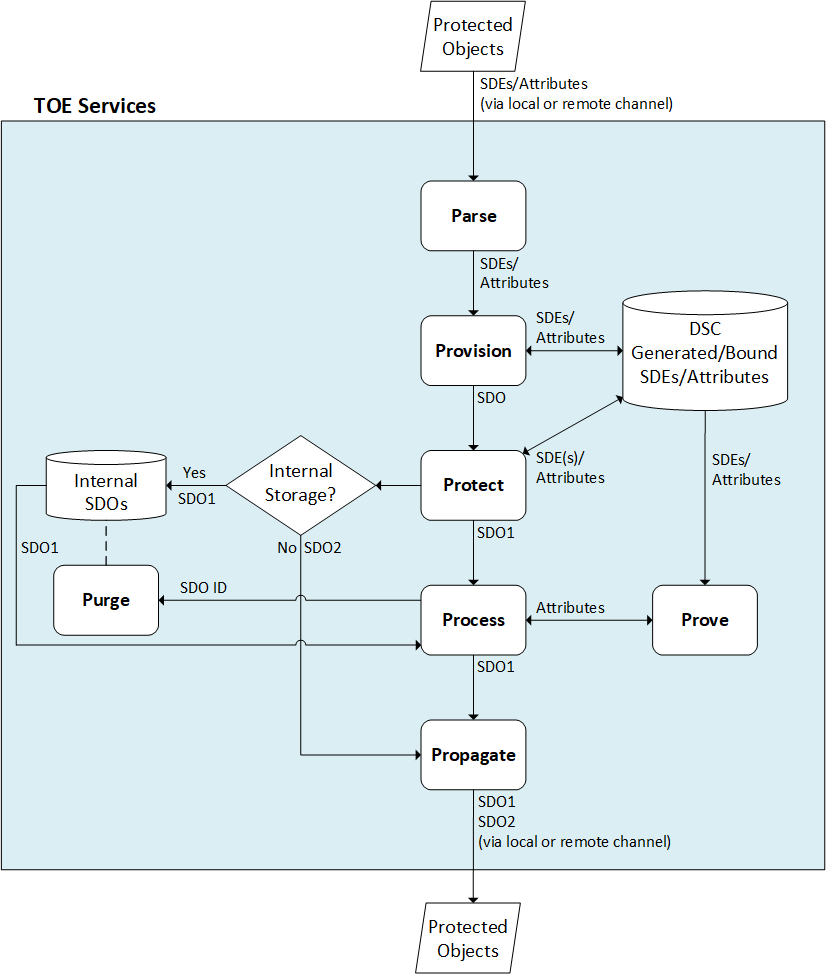 Protected
Objects
SDEs/Attributes
(via local or remote channel)
TOE Services
Parse
SDEs/
Attributes
Provision
SDEs/
Attributes
DSC
Generated/Bound
SDEs/Attributes
SDO
Internal
SDOs
Yes
SDO1
Internal
Storage?
Protect
SDE(s)/
Attributes
SDEs/
Attributes
SDO1
No
SDO2
SDO1
Purge
SDO ID
Process
Attributes
Prove
SDO1
Propagate
SDO1
SDO2
(via local or remote channel)
Protected
Objects